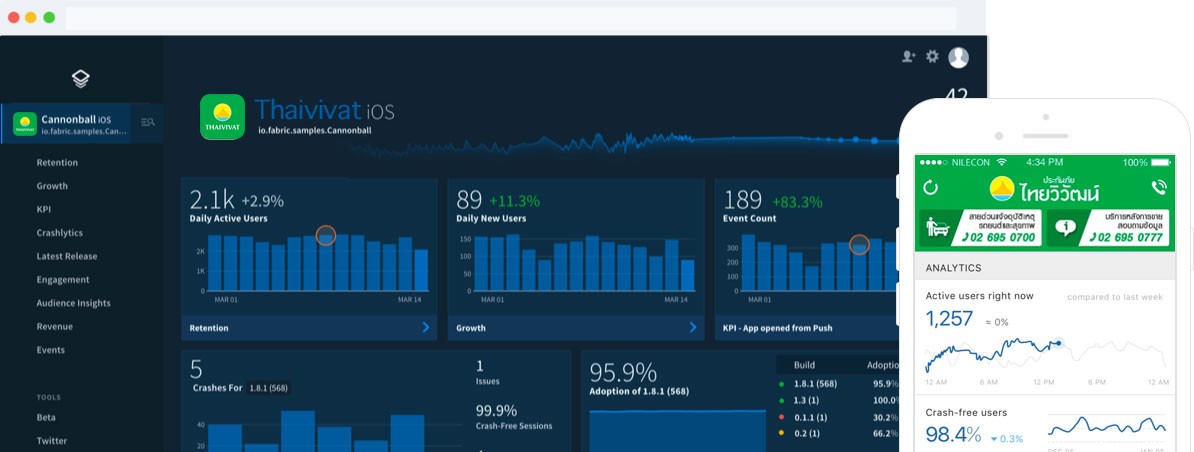 42
Cannonball iOS
io.fabric.samples.Can...
Retention
Growth
KPI
Crashlytics
Latest Release
Engagement
Audience Insights
Revenue
Events
TOOLS
Beta
Twitter
THAIVIVAT
Thaivivat iOS
io.fabric.samples.Cannonball
2.1k +2.9%
Daily Active Users
2K
1K
0
MAR 01 MAR 14
Retention
89 +11.3%
Daily New Users
150
100
50
0
MAR 01 MAR 14
Growth
189 +83.3%
Event Count
300
200
100
0
MAR 01
KPI - App opened from Push
5
Crashes For 1.8.1 (568)
40
20
1
Issues
99.9%
Crash-Free Sessions
95.9%
Adoption of 1.8.1 (568)
Build Adoptio
1.8.1 (568) 95.9%
1.3 (1) 100.0%
0.1.1 (1) 30.2%
0.2 (1) 66.2%
NILECON 4:34 PM 100%
ประกันภัย
ไทยวิวัฒน์
สายด่วนแจ้งอุบัติเหตุ
รถยนต์และสุขภาพ
02 695 0700
บริการหลังการขาย
สอบถามข้อมูล
02 695 0777
ANALYTICS
Active users right now compared to last week
1,257 ≈ 0%
12 AM 6 AM 12 PM 6 PM 12 AM
Crash-free users
98.4% 0.3%